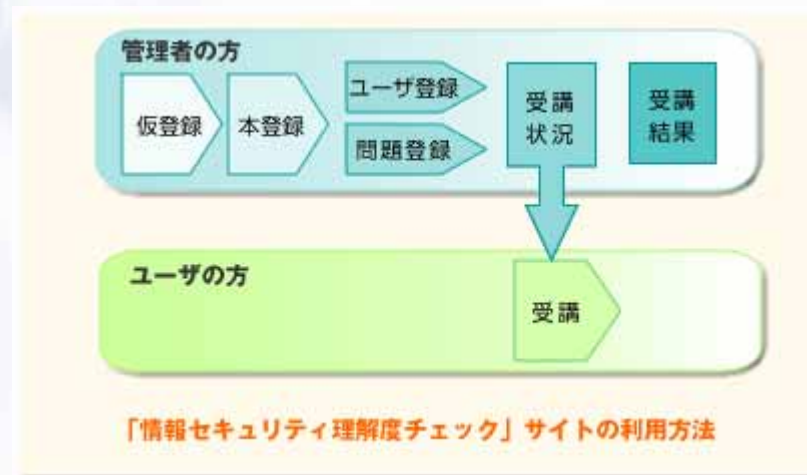 管理者の方
仮登録
本登録
ユーザ登録
問題登録
受講
状況
受講
結果
ユーザの方
受講
「情報セキュリティ理解度チェック」サイトの利用方法